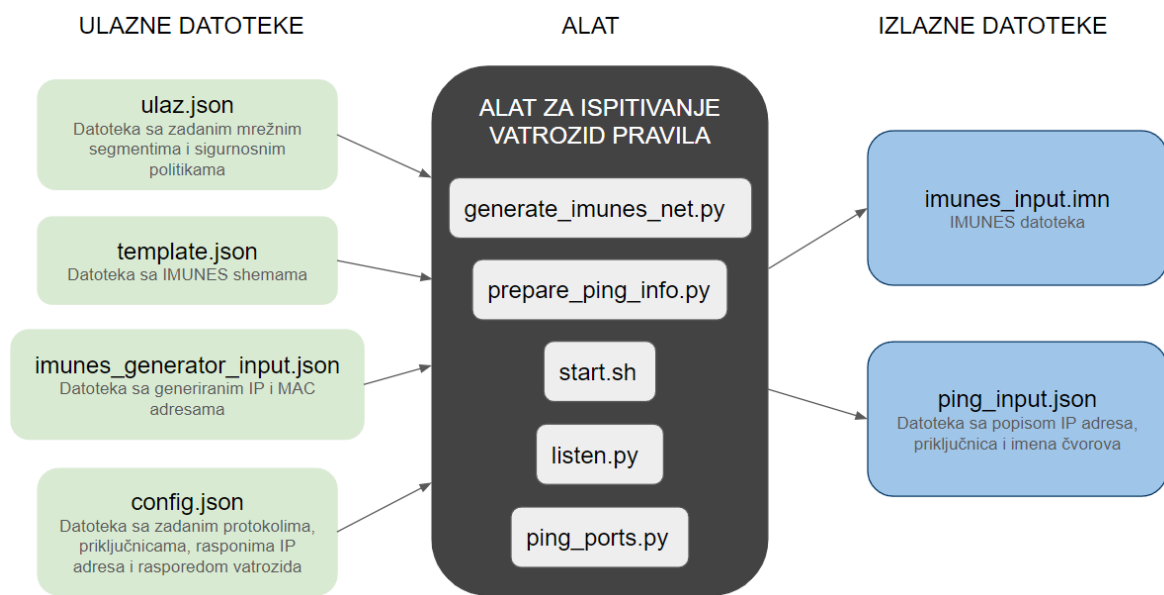 ULAZNE DATOTEKE
ulaz.json
Datoteka sa zadanim mrežnim
segmentima i sigurnosnim
politikama
template.json
Datoteka sa IMUNES shemama
imunes_generator_input.json
Datoteka sa generiranim IP i MAC
adresama
config.json
Datoteka sa zadanim protokolima,
priključnicama, rasponima IP
adresa i rasporedom vatrozida
ALAT
ALAT ZA ISPITIVANJE
VATROZID PRAVILA
generate_imunes_net.py
prepare_ping_info.py
start.sh
listen.py
ping_ports.py
IZLAZNE DATOTEKE
imunes_input.imn
IMUNES datoteka
ping_input.json
Datoteka sa popisom IP adresa,
priključnica i imena čvorova